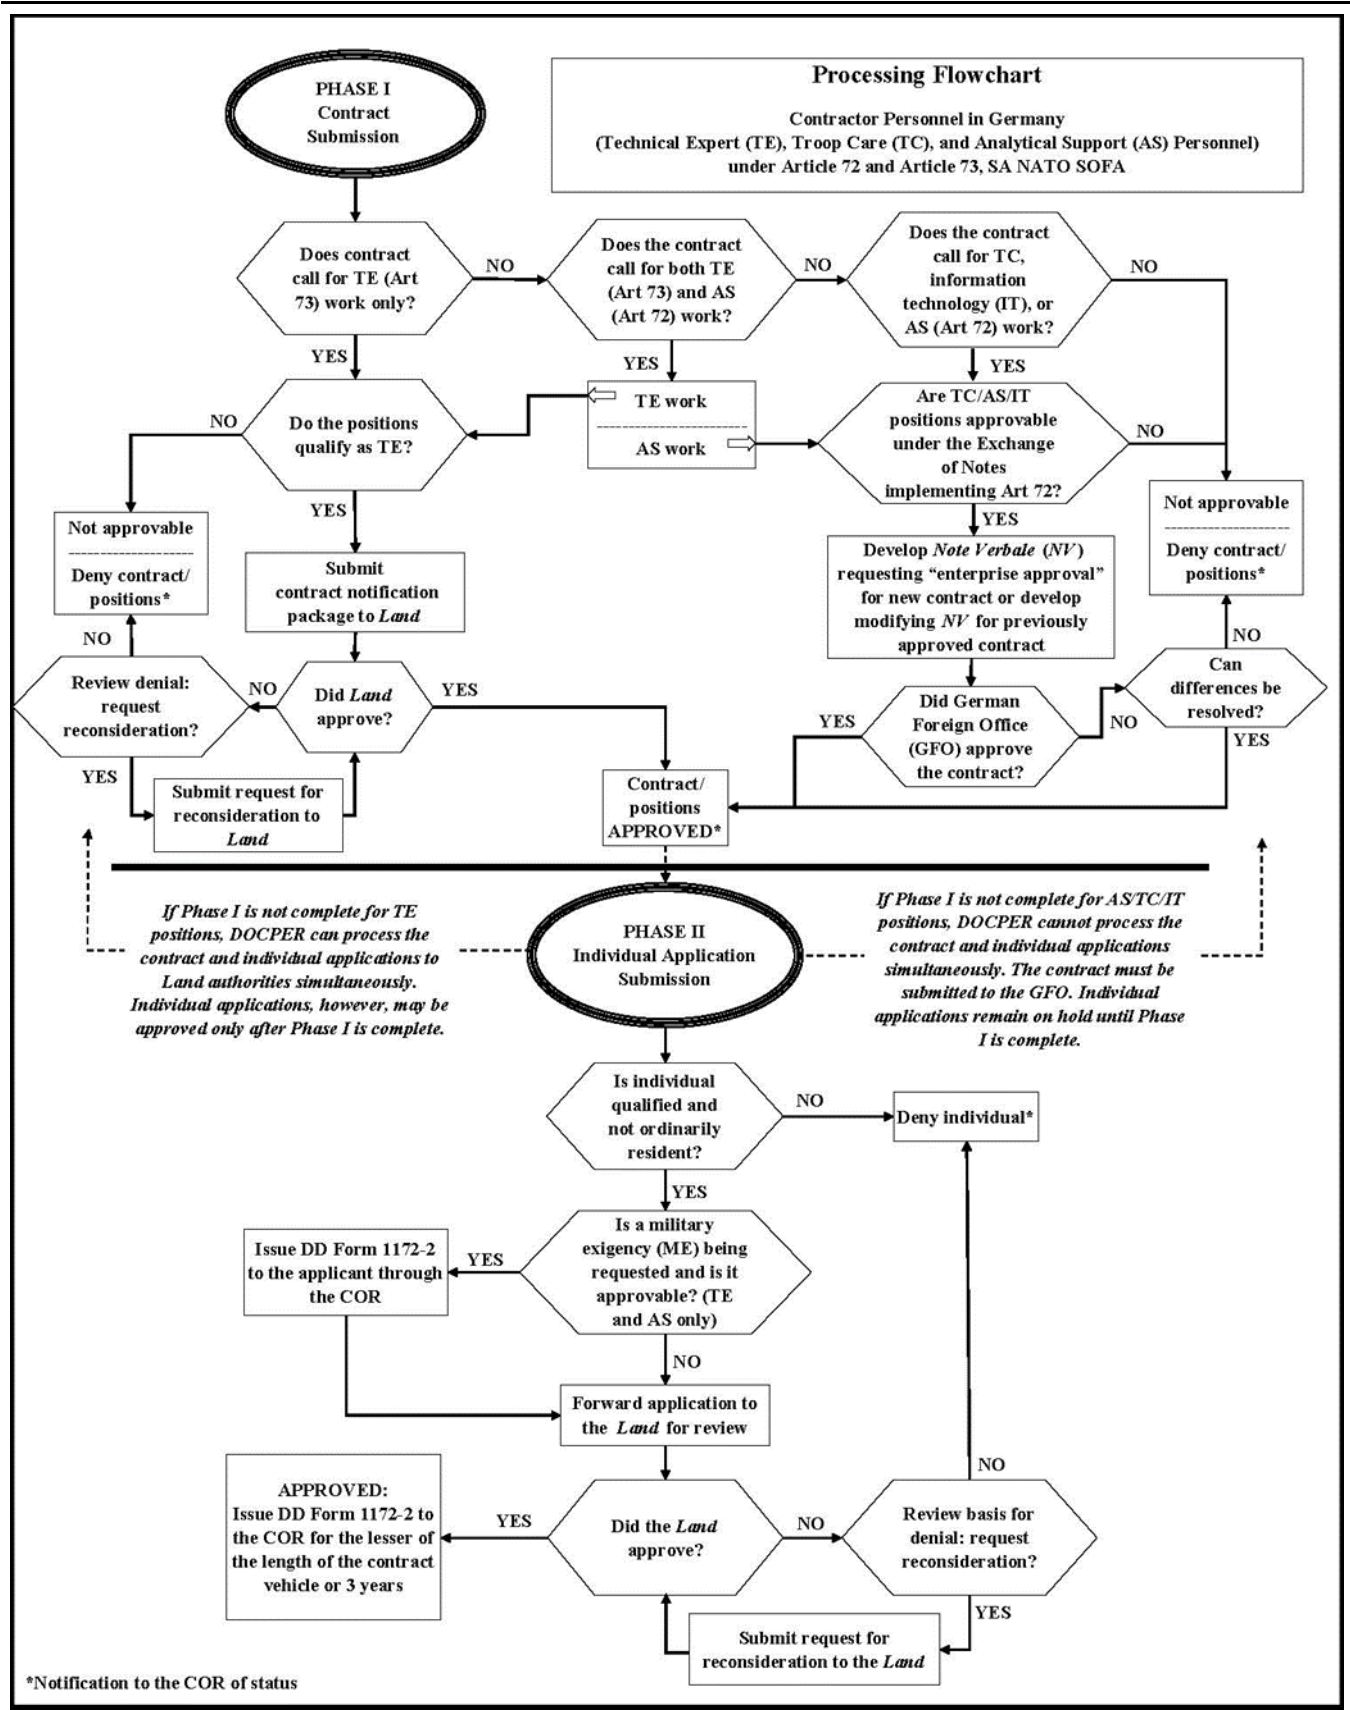 PHASE I
Contract
Submission
Processing Flowchart
Contractor Personnel in Germany
(Technical Expert (TE), Troop Care (TC), and Analytical Support (AS) Personnel)
under Article 72 and Article 73, SA NATO SOFA
Does contract
call for TE (Art
73) work only?
NO
Does the contract
call for both TE
(Art 73) and AS
(Art 72) work?
NO
Does the contract
call for TC,
information
technology (IT), or
AS (Art 72) work?
NO
YES
YES
YES
Do the positions
qualify as TE?
NO
TE work
AS work
Are TC/AS/IT
positions approvable
under the Exchange
of Notes
implementing Art 72?
NO
YES
YES
Not approvable
Deny contract/
positions*
Submit
contract notification
package to Land
Develop Note Verbale (NV)
requesting “enterprise approval”
for new contract or develop
modifying NV for previously
approved contract
Not approvable
Deny contract/
positions*
NO
NO
Review denial:
request
reconsideration?
NO
Did Land
approve?
YES
YES
Did German
Foreign Office
(GFO) approve
the contract?
NO
Can
differences be
resolved?
YES
YES
Submit request for
reconsideration to
Land
Contract/
positions
APPROVED*
If Phase I is not complete for TE
positions, DOCPER can process the
contract and individual applications to
Land authorities simultaneously.
Individual applications, however, may be
approved only after Phase I is complete.
PHASE II
Individual Application
Submission
If Phase I is not complete for AS/TC/IT
positions, DOCPER cannot process the
contract and individual applications
simultaneously. The contract must be
submitted to the GFO. Individual
applications remain on hold until Phase
I is complete.
Is individual
qualified and
not ordinarily
resident?
NO
Deny individual*
YES
Is a military
exigency (ME) being
requested and is it
approvable? (TE
and AS only)
YES
Issue DD Form 1172-2
to the applicant through
the COR
NO
Forward application to
the Land for review
APPROVED:
Issue DD Form 1172-2 to
the COR for the lesser of
the length of the contract
vehicle or 3 years
YES
Did the Land
approve?
NO
NO
Review basis for
denial: request
reconsideration?
YES
Submit request for
reconsideration to the Land
*Notification to the COR of status